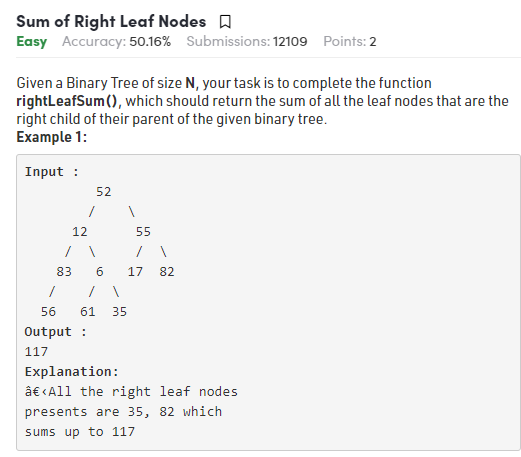 Sum of Right Leaf Nodes
Easy Accuracy: 50.16% Submissions: 12109 Points: 2
Given a Binary Tree of size N, your task is to complete the function
rightLeafSum(), which should return the sum of all the leaf nodes that are the
right child of their parent of the given binary tree.
Example 1:
Input :
52
/ \
12 55
/ \ / \
83 6 17 82
/ / \
56 61 35
Output :
117
Explanation:
â€‹All the right leaf nodes
presents are 35, 82 which
sums up to 117